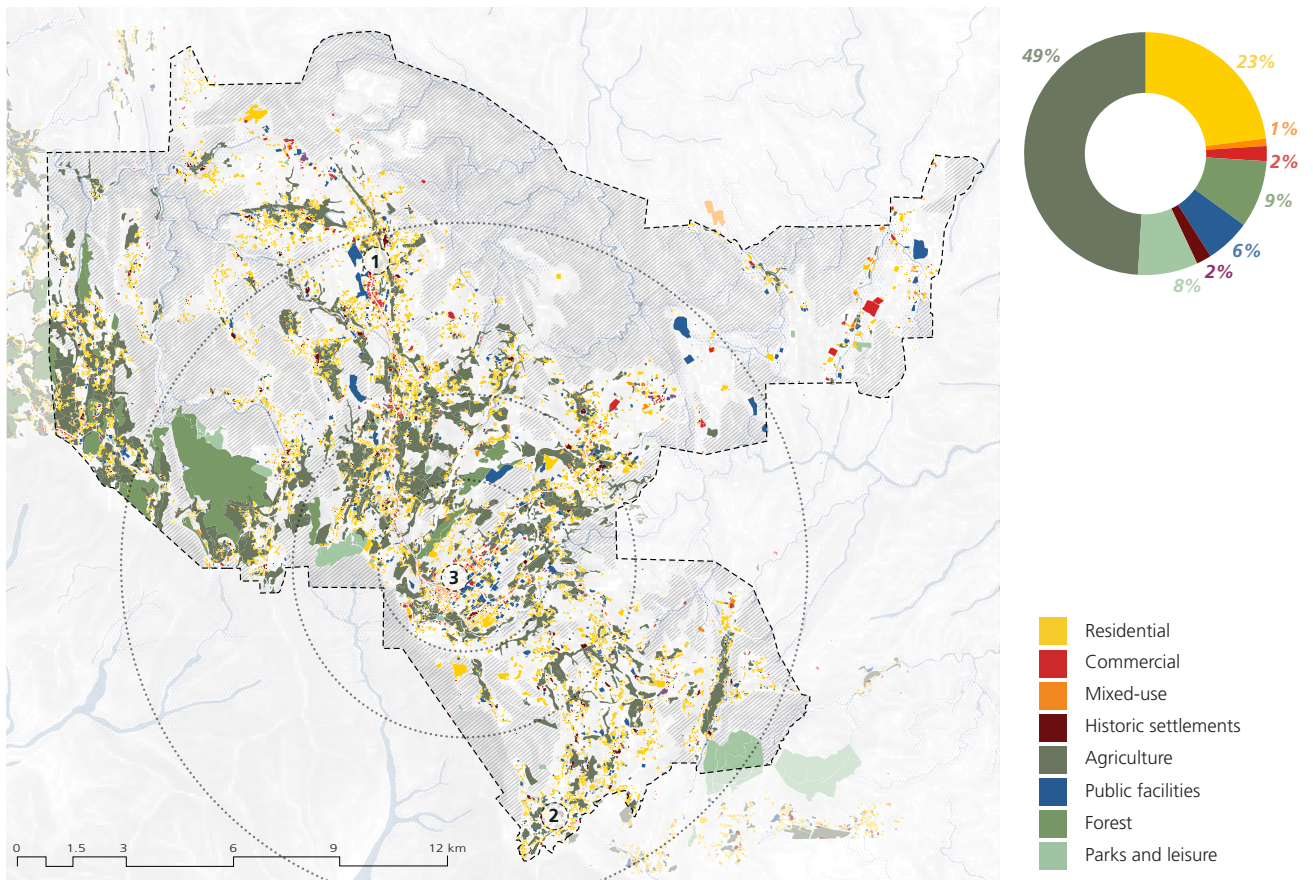 49%
23%
1%
2%
9%
6%
2%
8%
1
3
2
0 1.5 3 6 9 12 km
Residential
Commercial
Mixed-use
Historic settlements
Agriculture
Public facilities
Forest
Parks and leisure